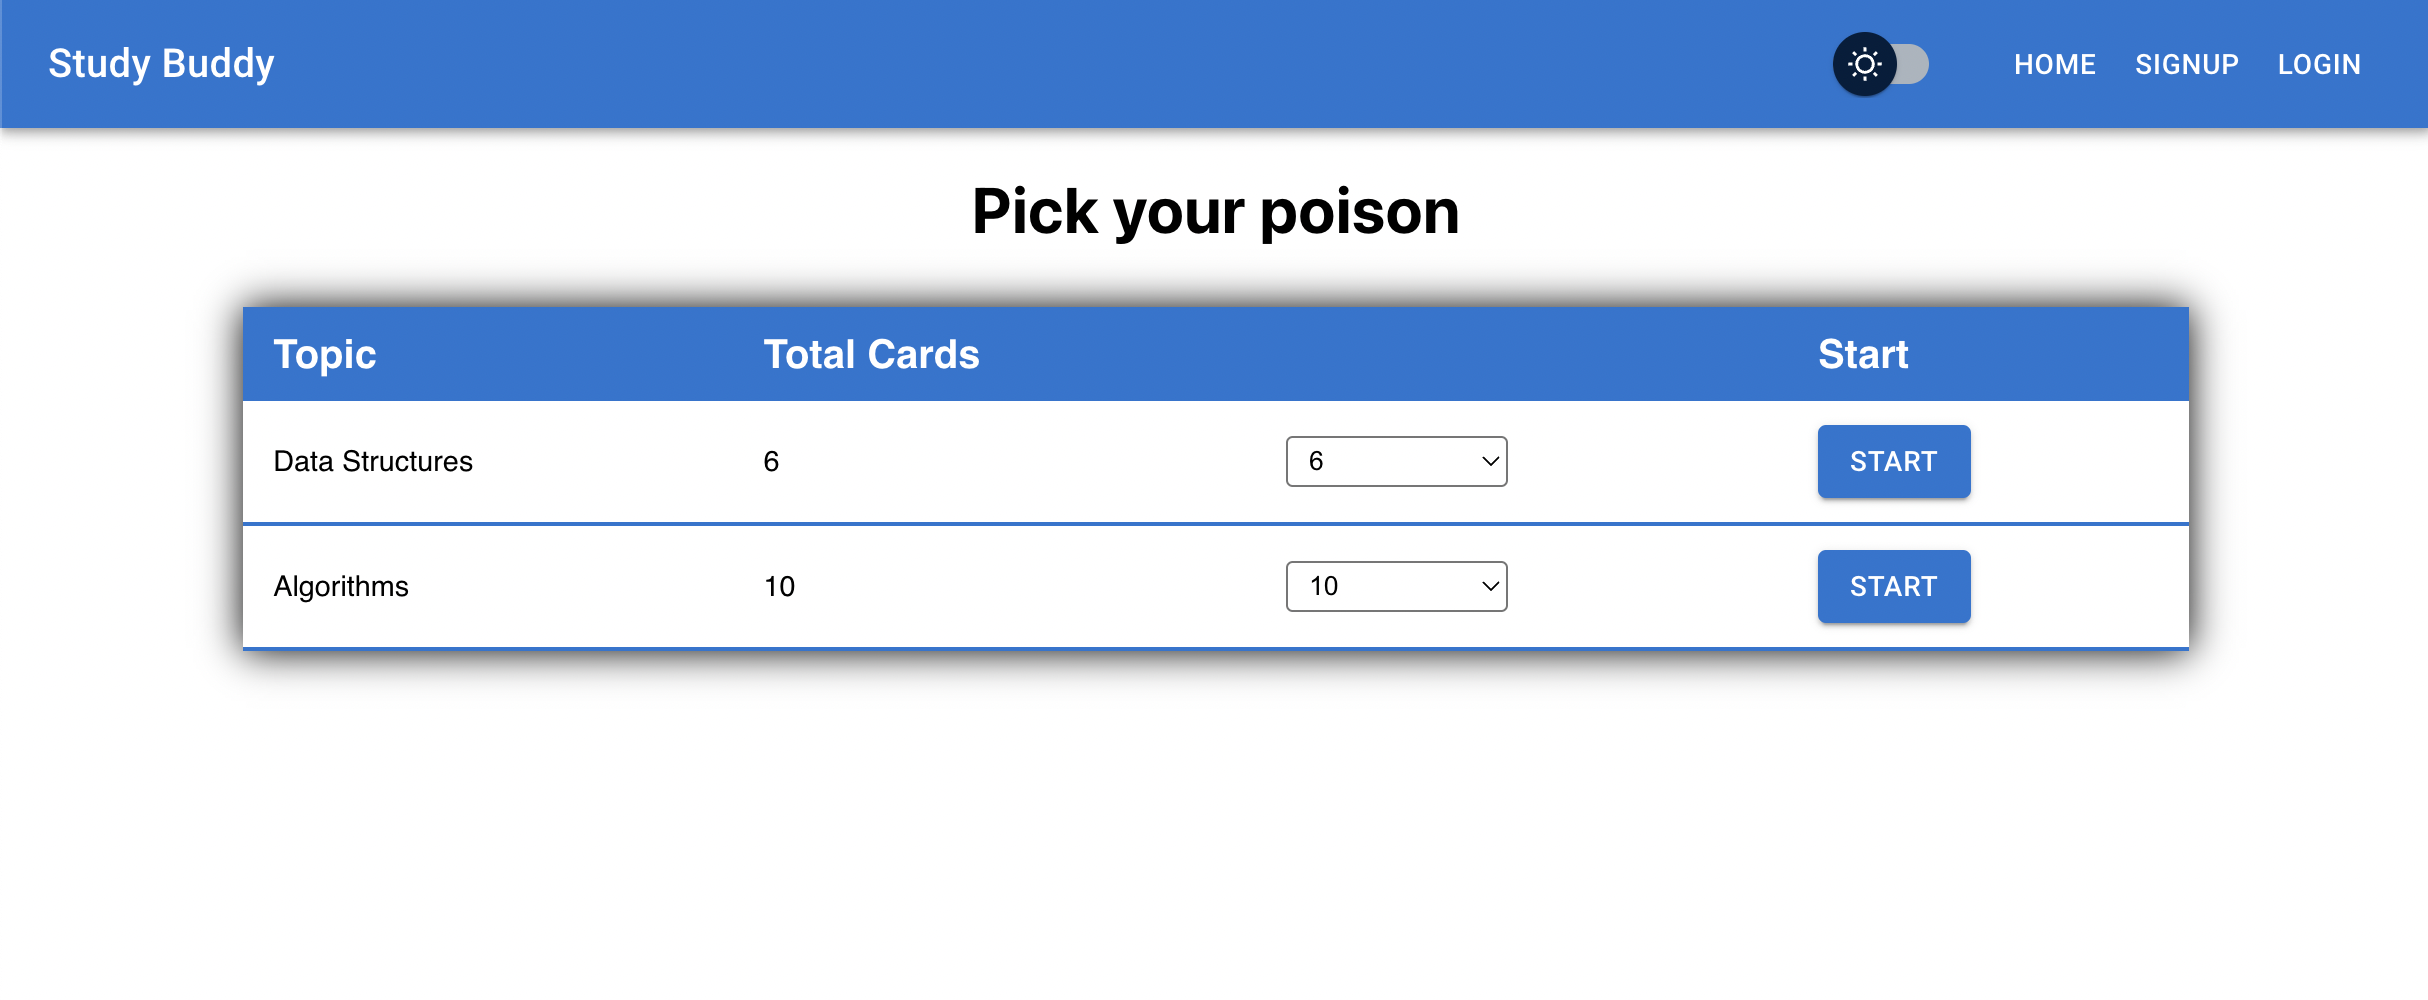 Study Buddy HOME SIGNUP LOGIN
Pick your poison
Topic Total Cards Start
Data Structures 6 6 START
Algorithms 10 10 START